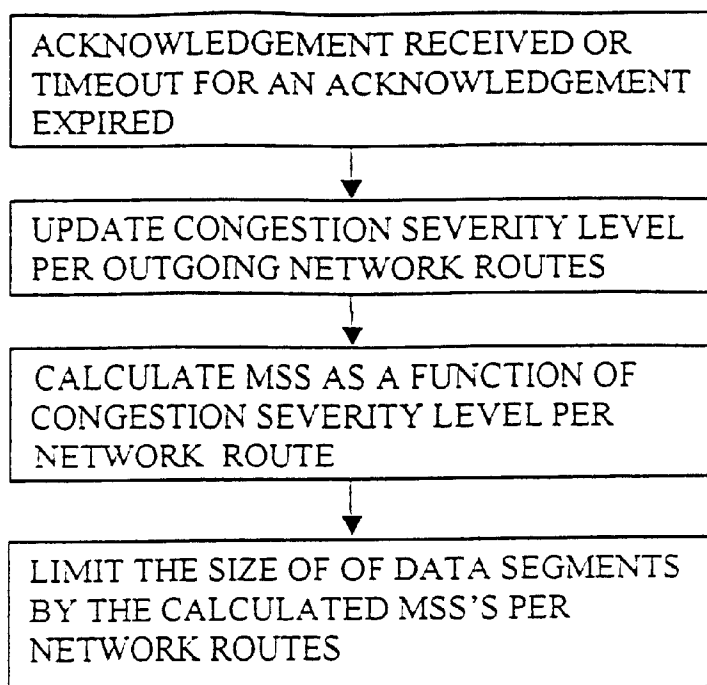 ACKNOWLEDGEMENT RECEIVED OR
TIMEOUT FOR AN ACKNOWLEDGEMENT
EXPIRED
UPDATE CONGESTION SEVERITY LEVEL
PER OUTGOING NETWORK ROUTES
CALCULATE MSS AS A FUNCTION OF
CONGESTION SEVERITY LEVEL PER
NETWORK ROUTE
LIMIT THE SIZE OF OF DATA SEGMENTS
BY THE CALCULATED MSS'S PER
NETWORK ROUTES